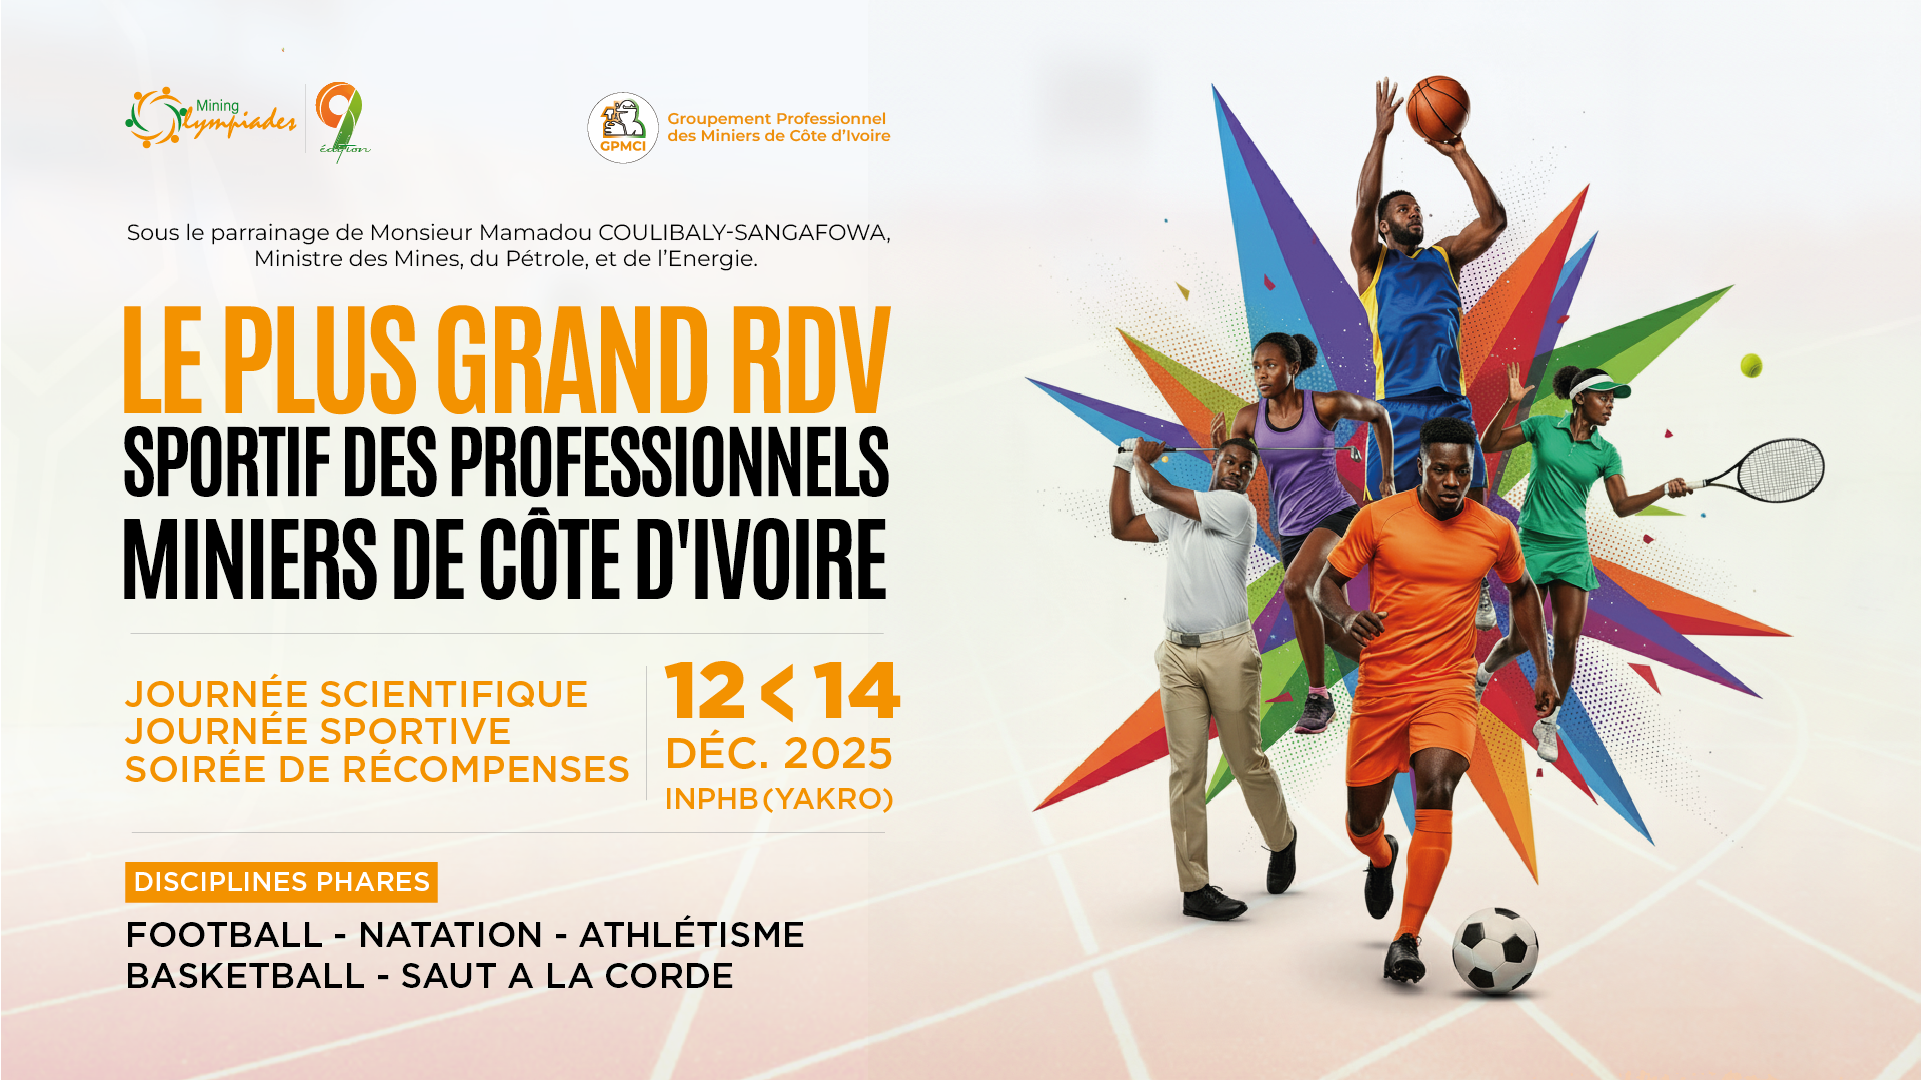 Mining
Olympiades
9
édition
GPMCI
Groupement Professionnel
des Miniers de Côte d'Ivoire
Sous le parrainage de Monsieur Mamadou COULIBALY-SANGAFOWA,
Ministre des Mines, du Pétrole, et de l'Energie.
LE PLUS GRAND RDV
SPORTIF DES PROFESSIONNELS
MINIERS DE CÔTE D'IVOIRE
JOURNÉE SCIENTIFIQUE
JOURNÉE SPORTIVE
SOIRÉE DE RÉCOMPENSES
12 < 14
DÉC. 2025
INPHB (YAKRO)
DISCIPLINES PHARES
FOOTBALL - NATATION - ATHLÉTISME
BASKETBALL - SAUT A LA CORDE